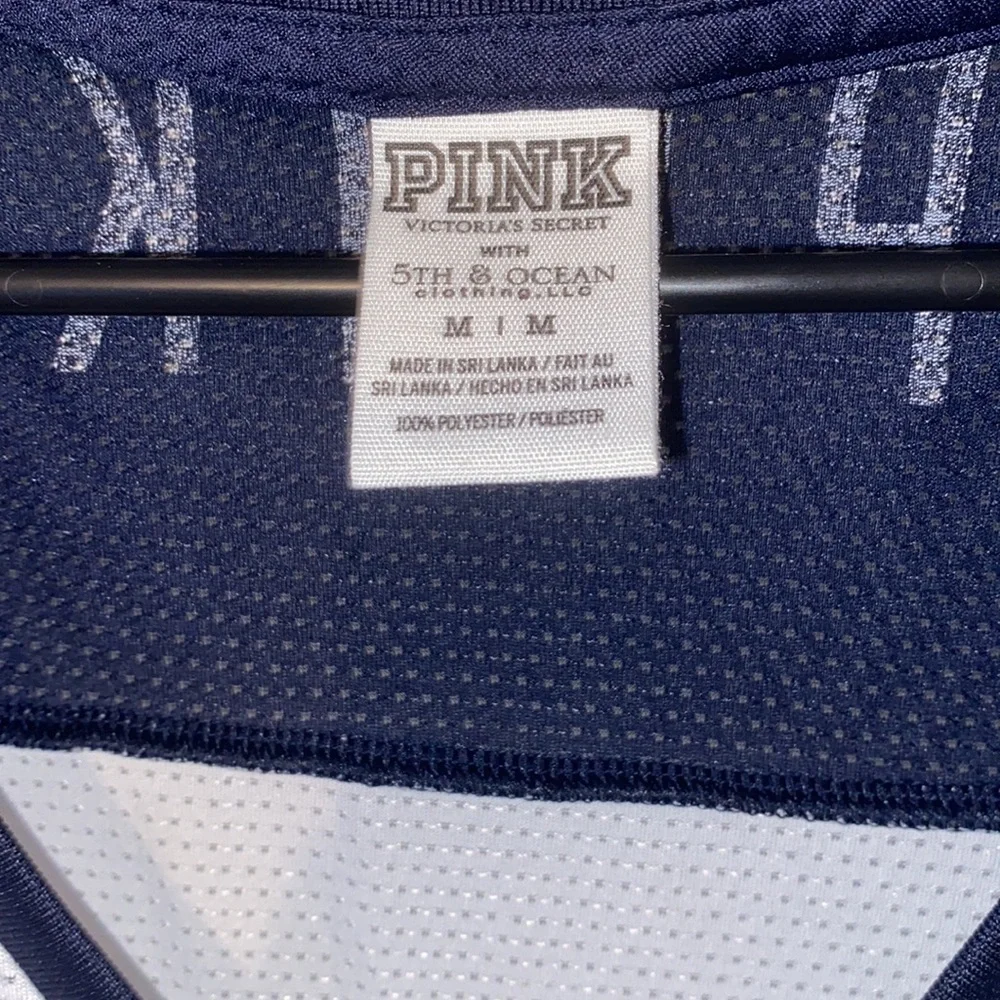 PINK
VICTORIA'S SECRET
WITH
5TH & OCEAN
clothing,LLC
M | M
MADE IN SRI LANKA / FAIT AU
SRI LANKA / HECHO EN SRI LANKA
100% POLYESTER / POLIÉSTER